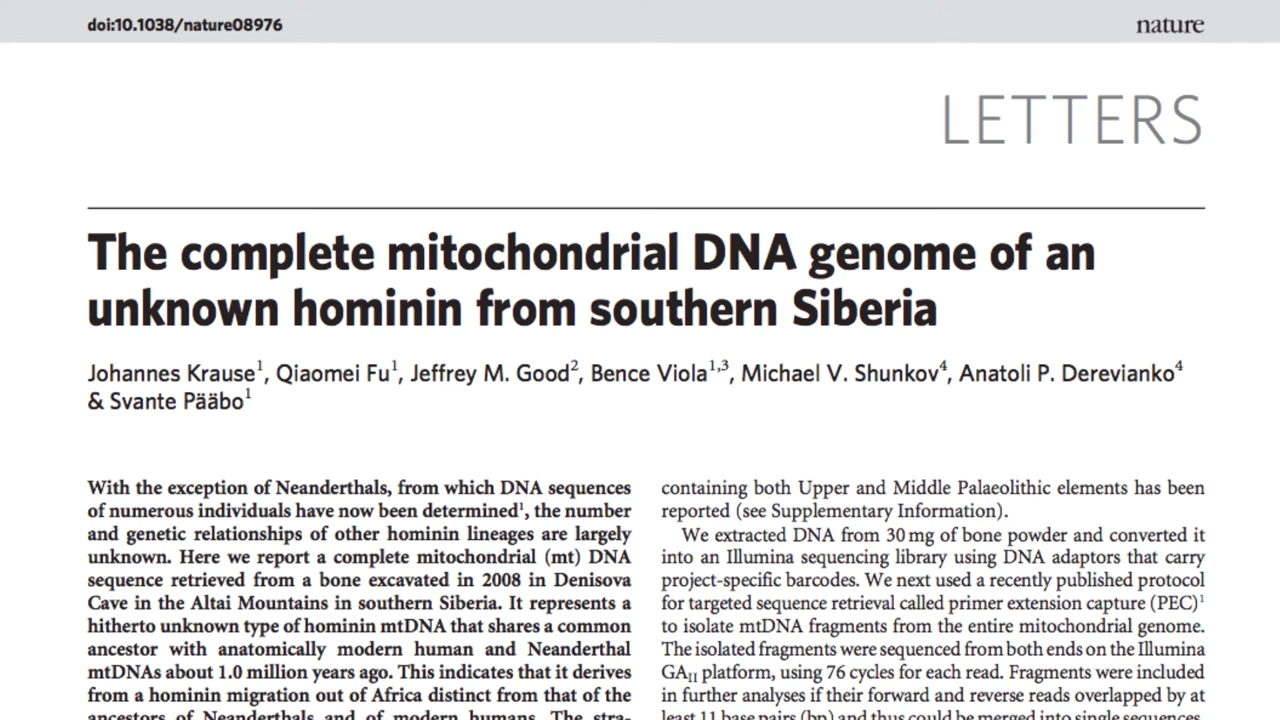 doi:10.1038/nature08976
nature
LETTERS
The complete mitochondrial DNA genome of an
unknown hominin from southern Siberia
Johannes Krause¹, Qiaomei Fu¹, Jeffrey M. Good², Bence Viola¹,³, Michael V. Shunkov⁴, Anatoli P. Derevianko⁴
& Svante Pääbo¹
With the exception of Neanderthals, from which DNA sequences
of numerous individuals have now been determined¹, the number
and genetic relationships of other hominin lineages are largely
unknown. Here we report a complete mitochondrial (mt) DNA
sequence retrieved from a bone excavated in 2008 in Denisova
Cave in the Altai Mountains in southern Siberia. It represents a
hitherto unknown type of hominin mtDNA that shares a common
ancestor with anatomically modern human and Neanderthal
mtDNAs about 1.0 million years ago. This indicates that it derives
from a hominin migration out of Africa distinct from that of the
ancestors of Neanderthals and of modern humans. The stra-
containing both Upper and Middle Palaeolithic elements has been
reported (see Supplementary Information).
We extracted DNA from 30 mg of bone powder and converted it
into an Illumina sequencing library using DNA adaptors that carry
project-specific barcodes. We next used a recently published protocol
for targeted sequence retrieval called primer extension capture (PEC)¹
to isolate mtDNA fragments from the entire mitochondrial genome.
The isolated fragments were sequenced from both ends on the Illumina
GAII platform, using 76 cycles for each read. Fragments were included
in further analyses if their forward and reverse reads overlapped by at
least 11 base pairs (bp) and thus could be merged into single sequences.